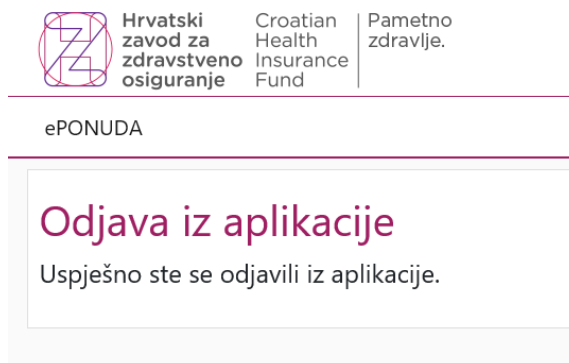 Hrvatski
zavod za
zdravstveno
osiguranje
Croatian
Health
Insurance
Fund
Pametno
zdravlje.
ePONUDA
Odjava iz aplikacije
Uspješno ste se odjavili iz aplikacije.